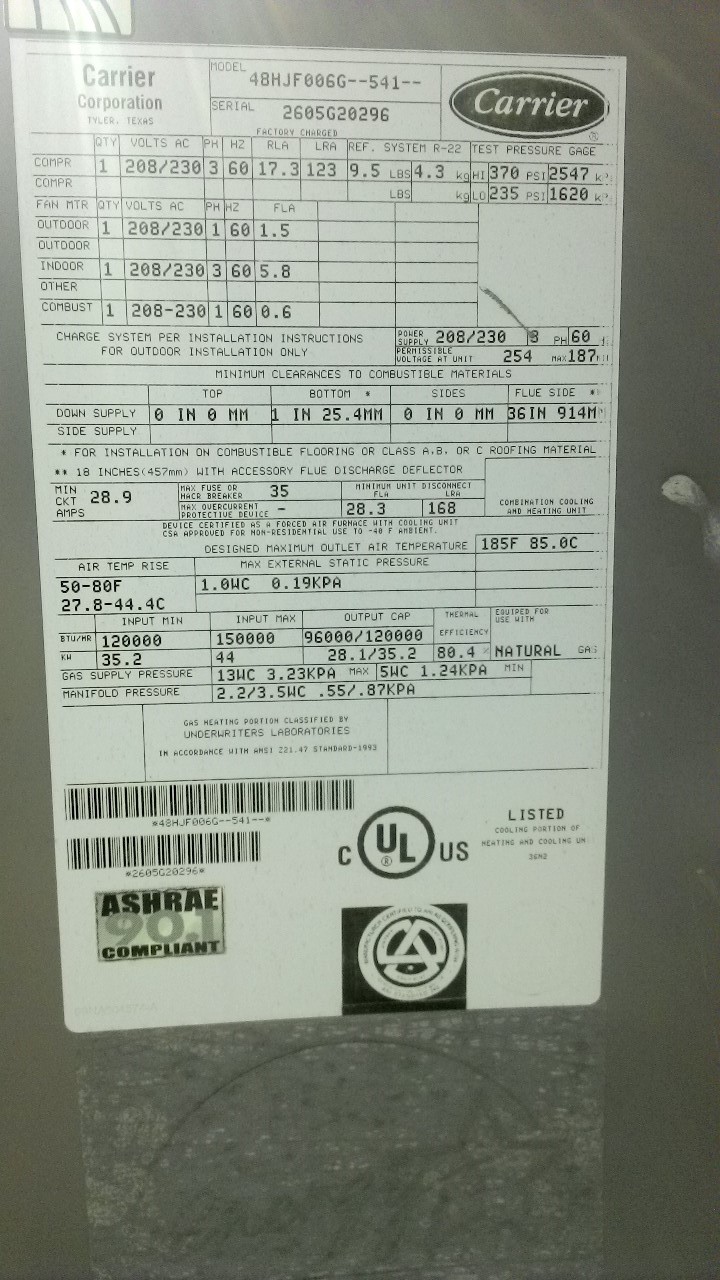 Carrier
Corporation
TYLER, TEXAS
MODEL 48HJF006G--541--
SERIAL 2605G20296
Carrier ®
FACTORY CHARGED
QTY VOLTS AC PH HZ RLA LRA REF. SYSTEM R-22 TEST PRESSURE GAGE
COMPR 1 208/230 3 60 17.3 123 9.5 LBS 4.3 kg HI 370 PSI 2547
COMPR LBS kg LO 235 PSI 1620
FAN MTR QTY VOLTS AC PH HZ FLA
OUTDOOR 1 208/230 1 60 1.5
OUTDOOR
INDOOR 1 208/230 3 60 5.8
OTHER
COMBUST 1 208-230 1 60 0.6
CHARGE SYSTEM PER INSTALLATION INSTRUCTIONS
FOR OUTDOOR INSTALLATION ONLY
POWER SUPPLY 208/230 3 PH 60
PERMISSIBLE VOLTAGE AT UNIT 254 MAX 187
MINIMUM CLEARANCES TO COMBUSTIBLE MATERIALS
TOP BOTTOM * SIDES FLUE SIDE *
DOWN SUPPLY 0 IN 0 MM 1 IN 25.4MM 0 IN 0 MM 36IN 914M
SIDE SUPPLY
* FOR INSTALLATION ON COMBUSTIBLE FLOORING OR CLASS A,B, OR C ROOFING MATERIAL
** 18 INCHES(457mm) WITH ACCESSORY FLUE DISCHARGE DEFLECTOR
MIN CKT AMPS 28.9
MAX FUSE OR HACR BREAKER 35
MAX OVERCURRENT PROTECTIVE DEVICE -
MINIMUM UNIT DISCONNECT
FLA LRA
28.3 168
COMBINATION COOLING
AND HEATING UNIT
DEVICE CERTIFIED AS A FORCED AIR FURNACE WITH COOLING UNIT
CSA APPROVED FOR NON-RESIDENTIAL USE TO -40 F AMBIENT.
DESIGNED MAXIMUM OUTLET AIR TEMPERATURE 185F 85.0C
AIR TEMP RISE MAX EXTERNAL STATIC PRESSURE
50-80F 1.0WC 0.19KPA
27.8-44.4C
INPUT MIN INPUT MAX OUTPUT CAP THERMAL EFFICIENCY EQUIPED FOR USE WITH
BTU/HR 120000 150000 96000/120000
KW 35.2 44 28.1/35.2 80.4 % NATURAL GAS
GAS SUPPLY PRESSURE 13WC 3.23KPA MAX 5WC 1.24KPA MIN
MANIFOLD PRESSURE 2.2/3.5WC .55/.87KPA
GAS HEATING PORTION CLASSIFIED BY
UNDERWRITERS LABORATORIES
IN ACCORDANCE WITH ANSI Z21.47 STANDARD-1993
*48HJF006G--541--*
*2605G20296*
C UL ® US
LISTED
COOLING PORTION OF
HEATING AND COOLING UN
36N2
ASHRAE
90.1
COMPLIANT